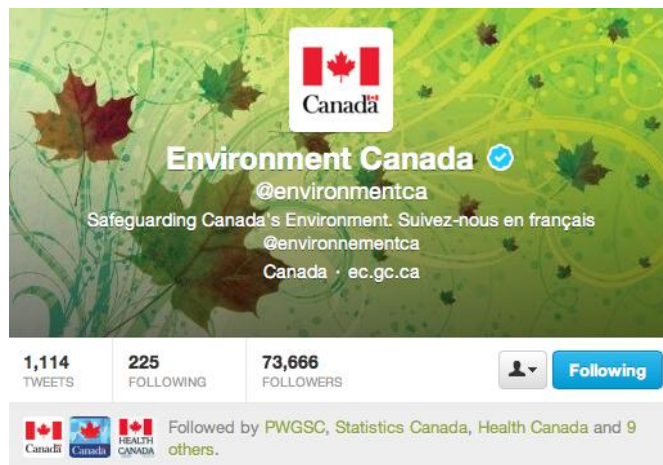 Canada
Environment Canada
@environmentca
Safeguarding Canada's Environment. Suivez-nous en français
@environnementca
Canada · ec.gc.ca
1,114
TWEETS
225
FOLLOWING
73,666
FOLLOWERS
Following
Canada
Canada
HEALTH
CANADA
Followed by PWGSC, Statistics Canada, Health Canada and 9
others.